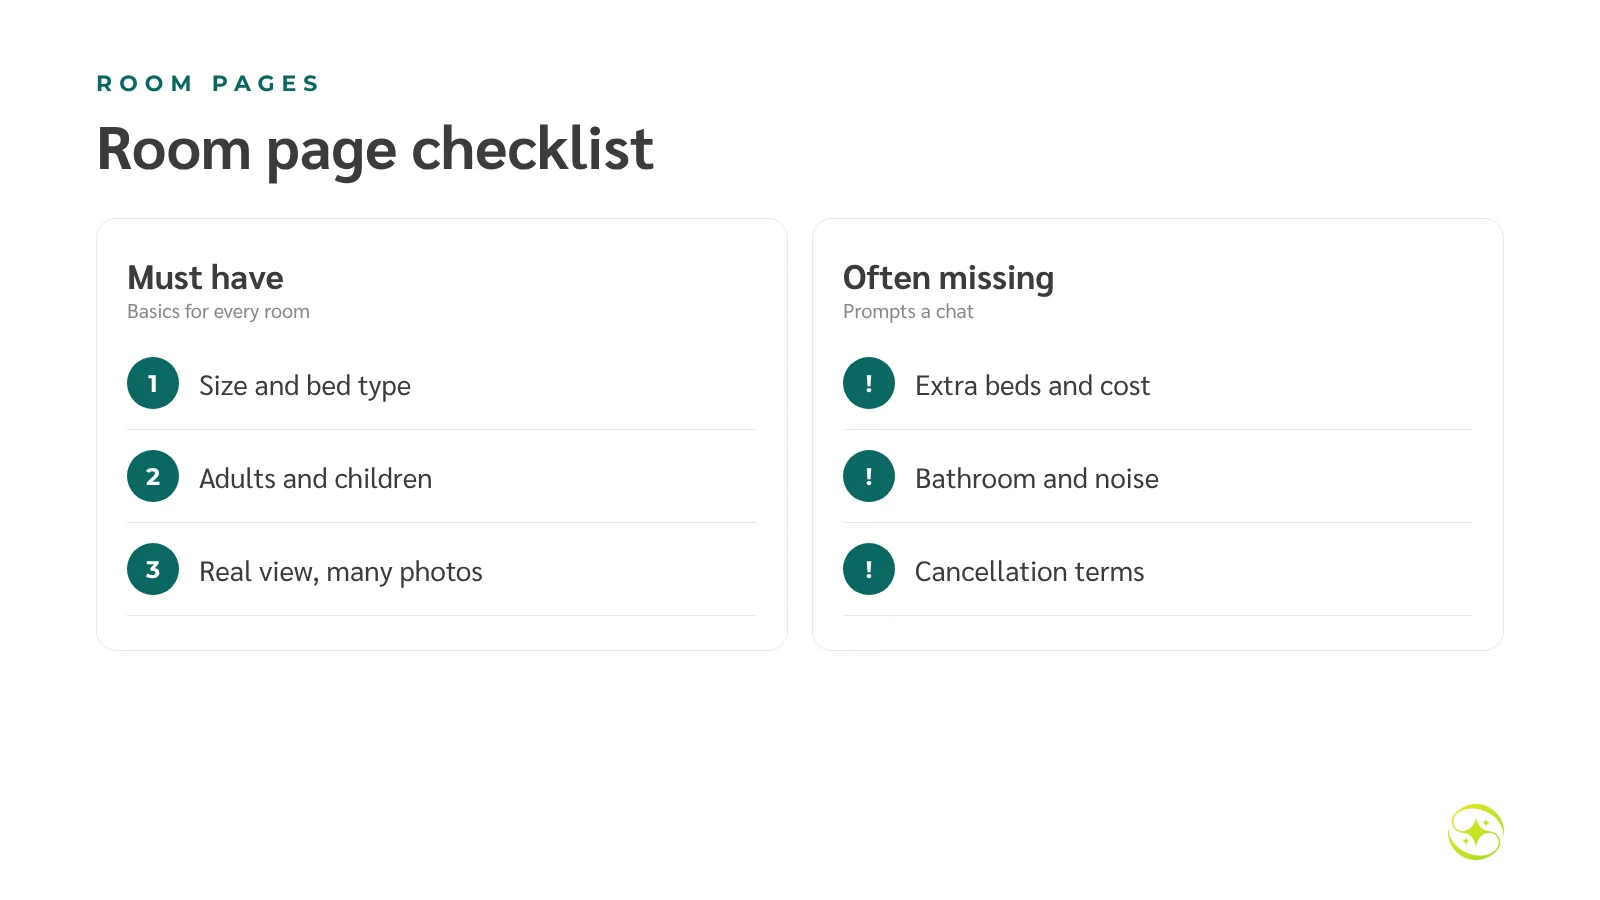 ROOM PAGES
Room page checklist
Must have
Basics for every room
1 Size and bed type
2 Adults and children
3 Real view, many photos
Often missing
Prompts a chat
! Extra beds and cost
! Bathroom and noise
! Cancellation terms